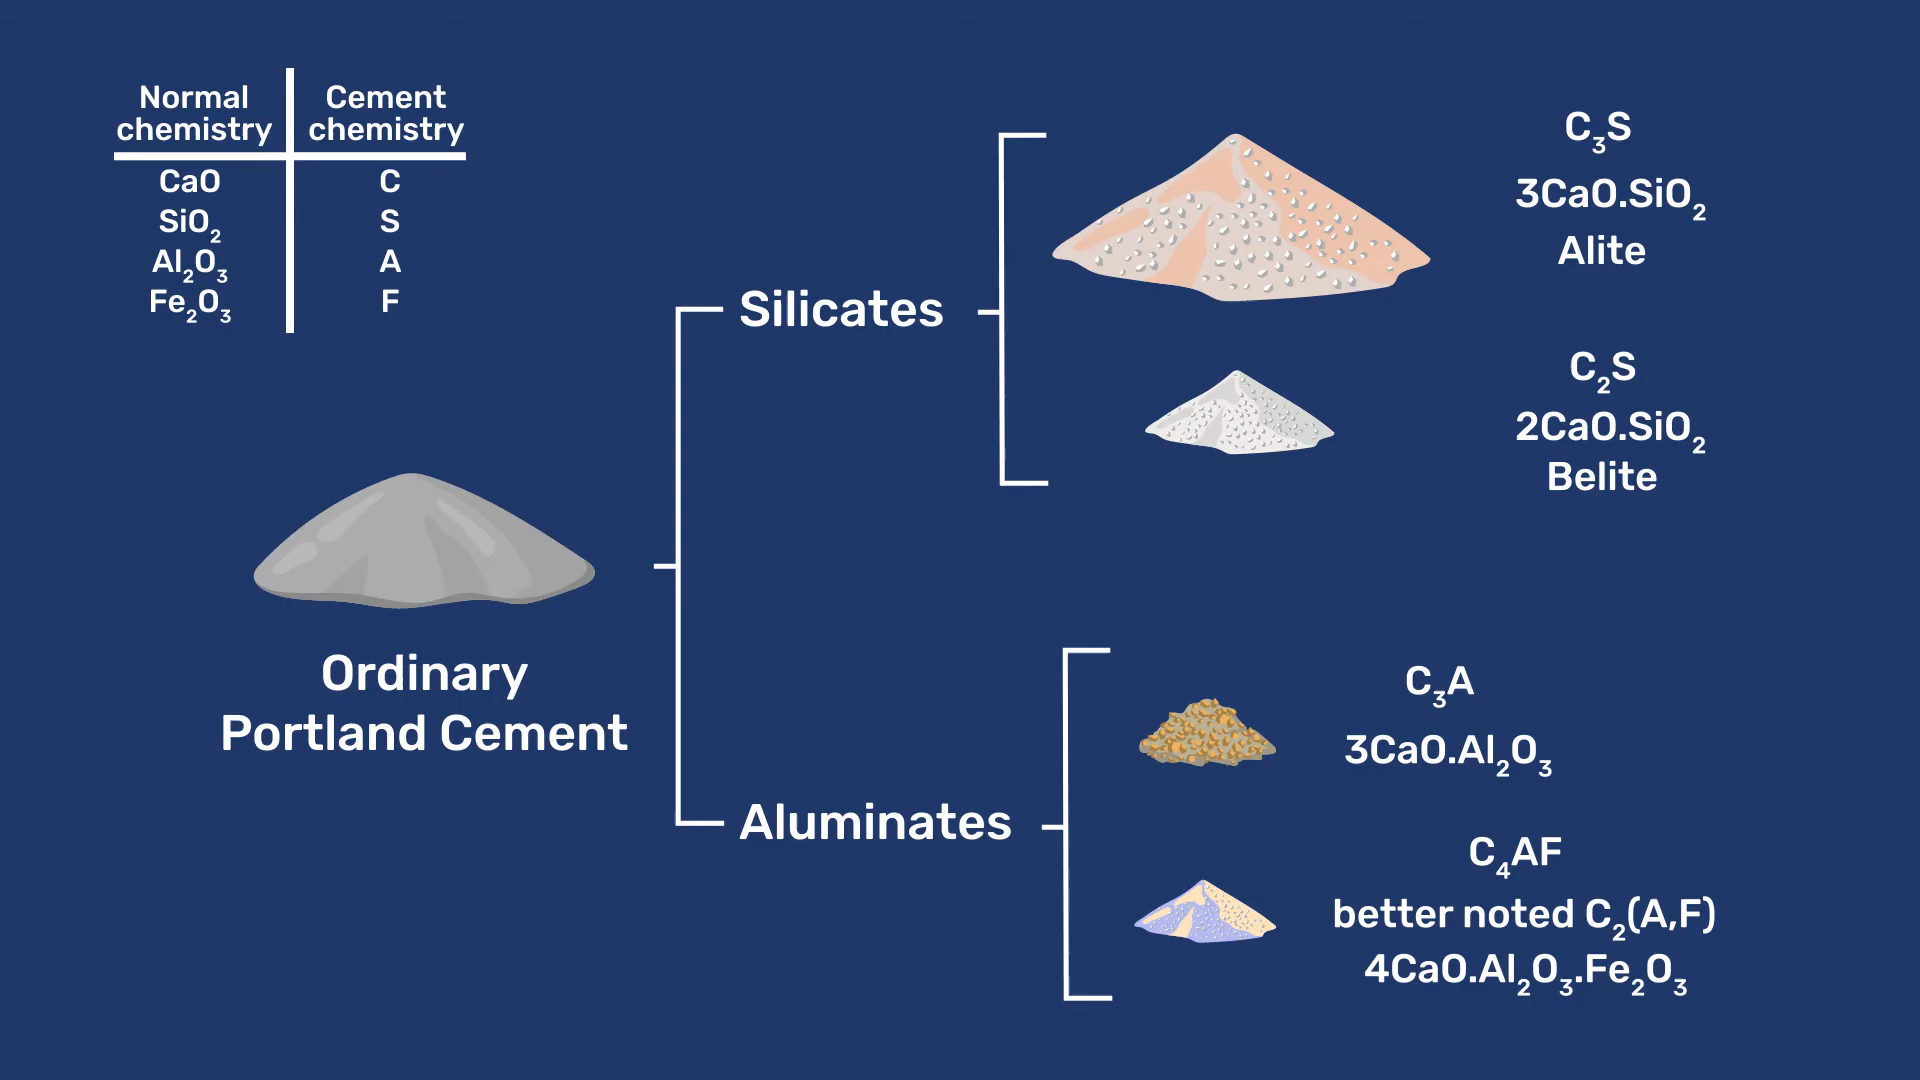 Normal chemistry
Cement chemistry
CaO
C
SiO₂
S
Al₂O₃
A
Fe₂O₃
F
Ordinary
Portland Cement
Silicates
C₃S
3CaO.SiO₂
Alite
C₂S
2CaO.SiO₂
Belite
Aluminates
C₃A
3CaO.Al₂O₃
C₄AF
better noted C₂(A,F)
4CaO.Al₂O₃.Fe₂O₃